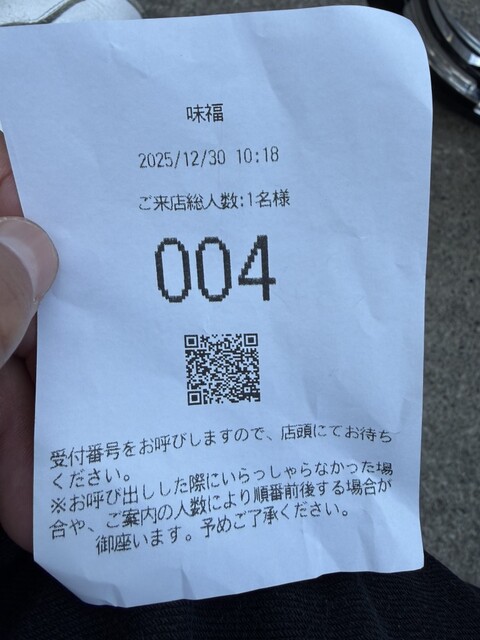 味福
2025/12/30 10:18
ご来店総人数:1名様
004
受付番号をお呼びしますので、店頭にてお待ち
ください。
※お呼び出しした際にいらっしゃらなかった場
合や、ご案内の人数により順番前後する場合が
御座います。予めご了承ください。